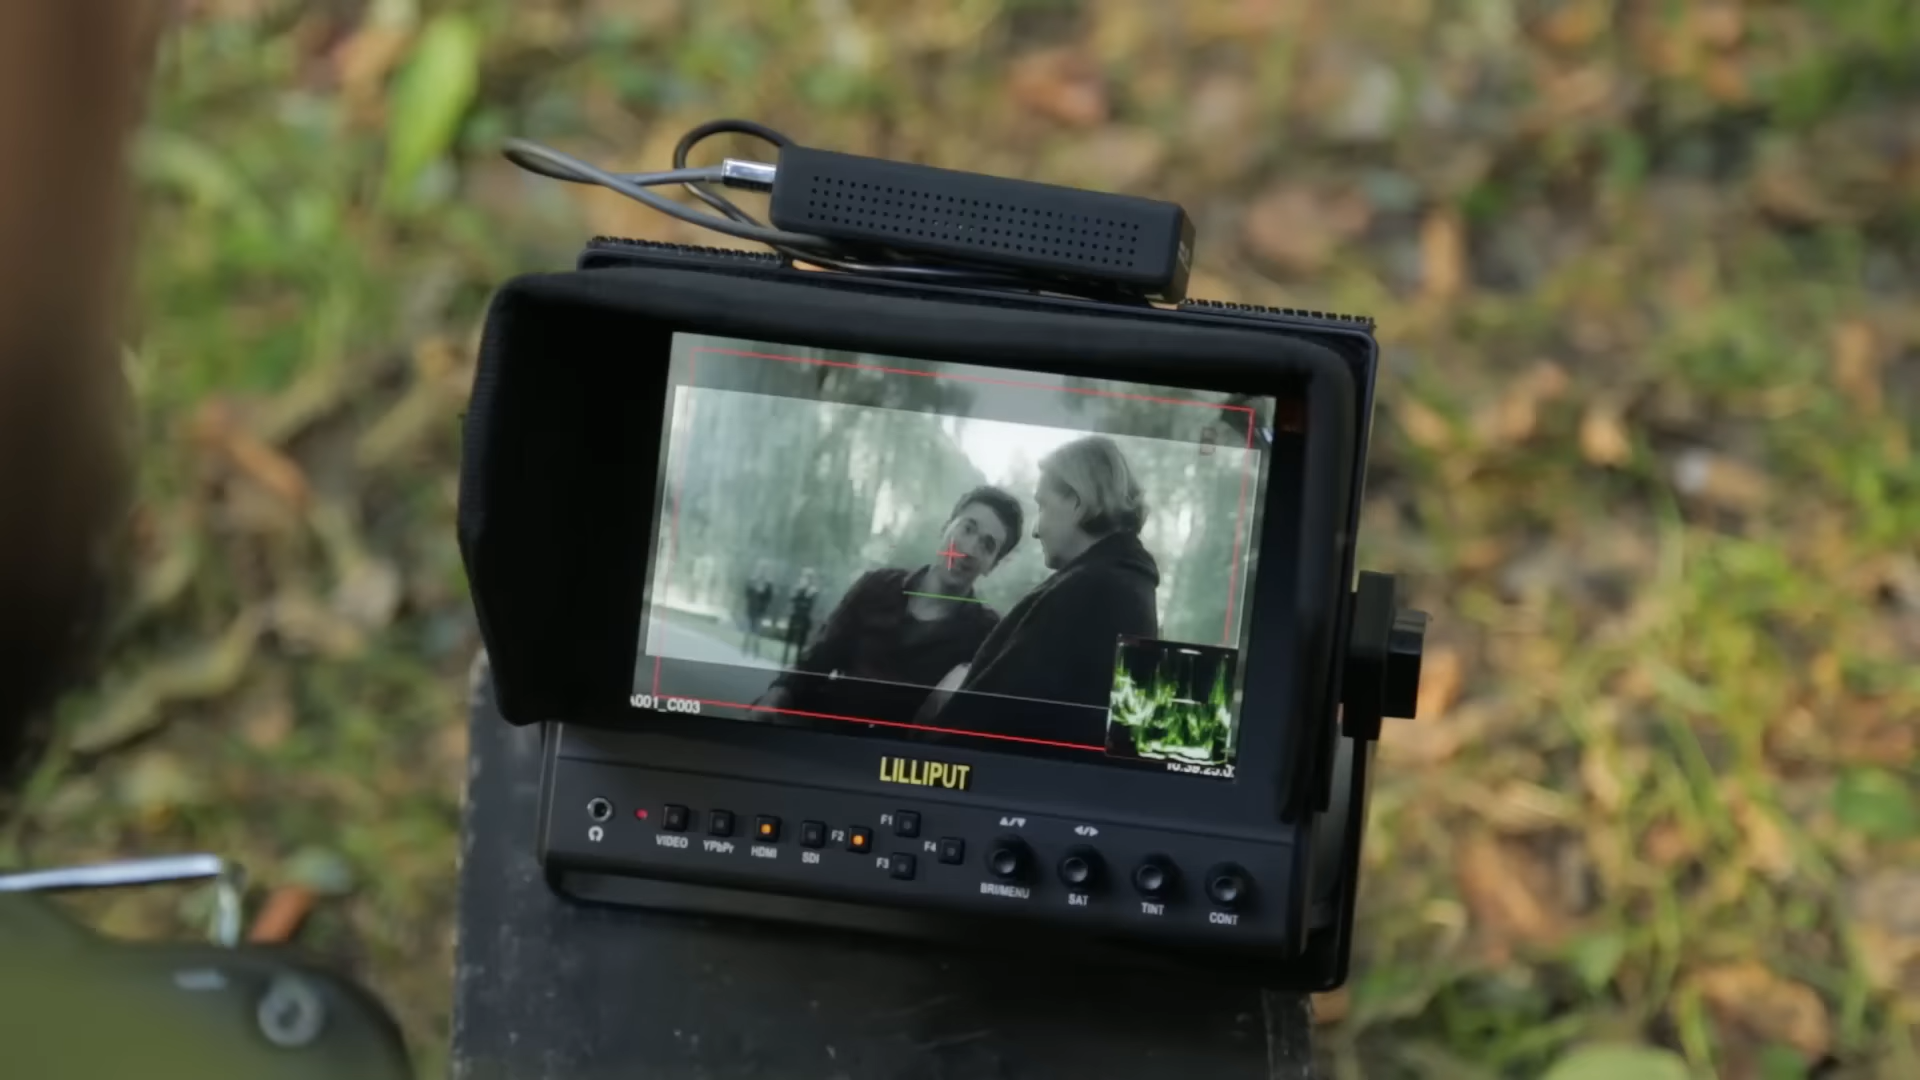 B
A001_C003
LILLIPUT
VIDEO YPbPr HDMI SDI F2 F1 F3 F4
BRI/MENU SAT TINT CONT